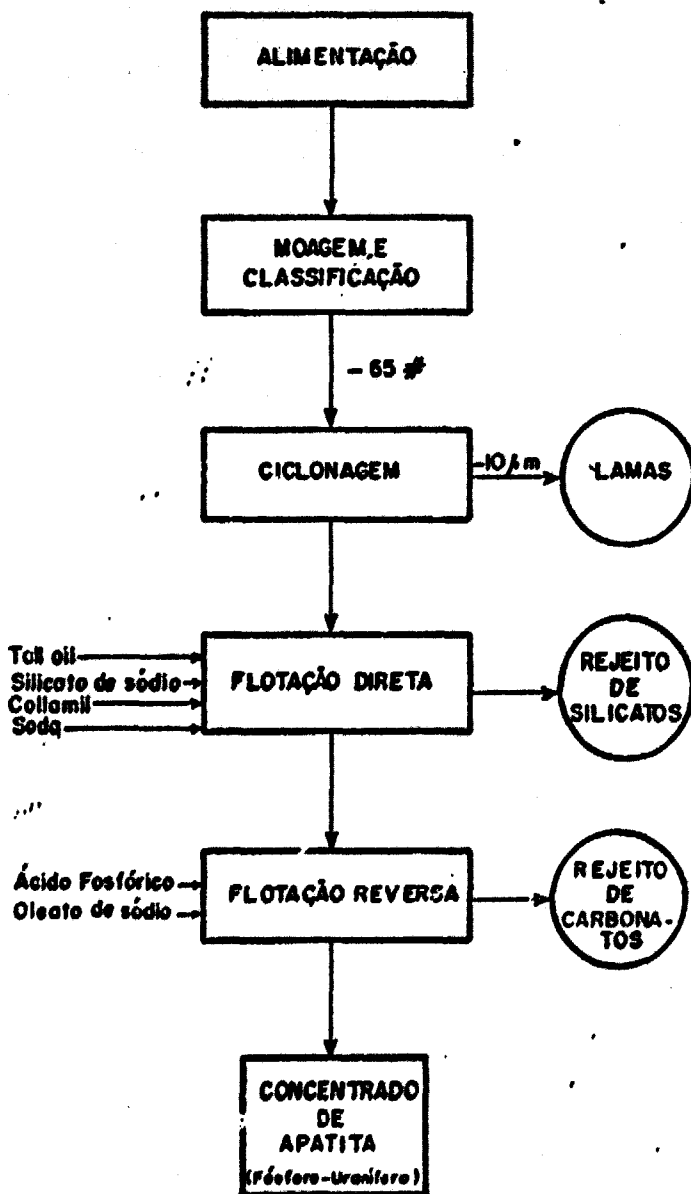 ALIMENTAÇÃO
MOAGEM E
CLASSIFICAÇÃO
- 65 #
CICLONAGEM
-10 µm
LAMAS
Tall oil
Silicato de sódio
Collamil
Soda
FLOTAÇÃO DIRETA
REJEITO
DE
SILICATOS
Ácido Fosfórico
Oleato de sódio
FLOTAÇÃO REVERSA
REJEITO
DE
CARBONA-
TOS
CONCENTRADO
DE
APATITA
(Fósforo-Uranífero)